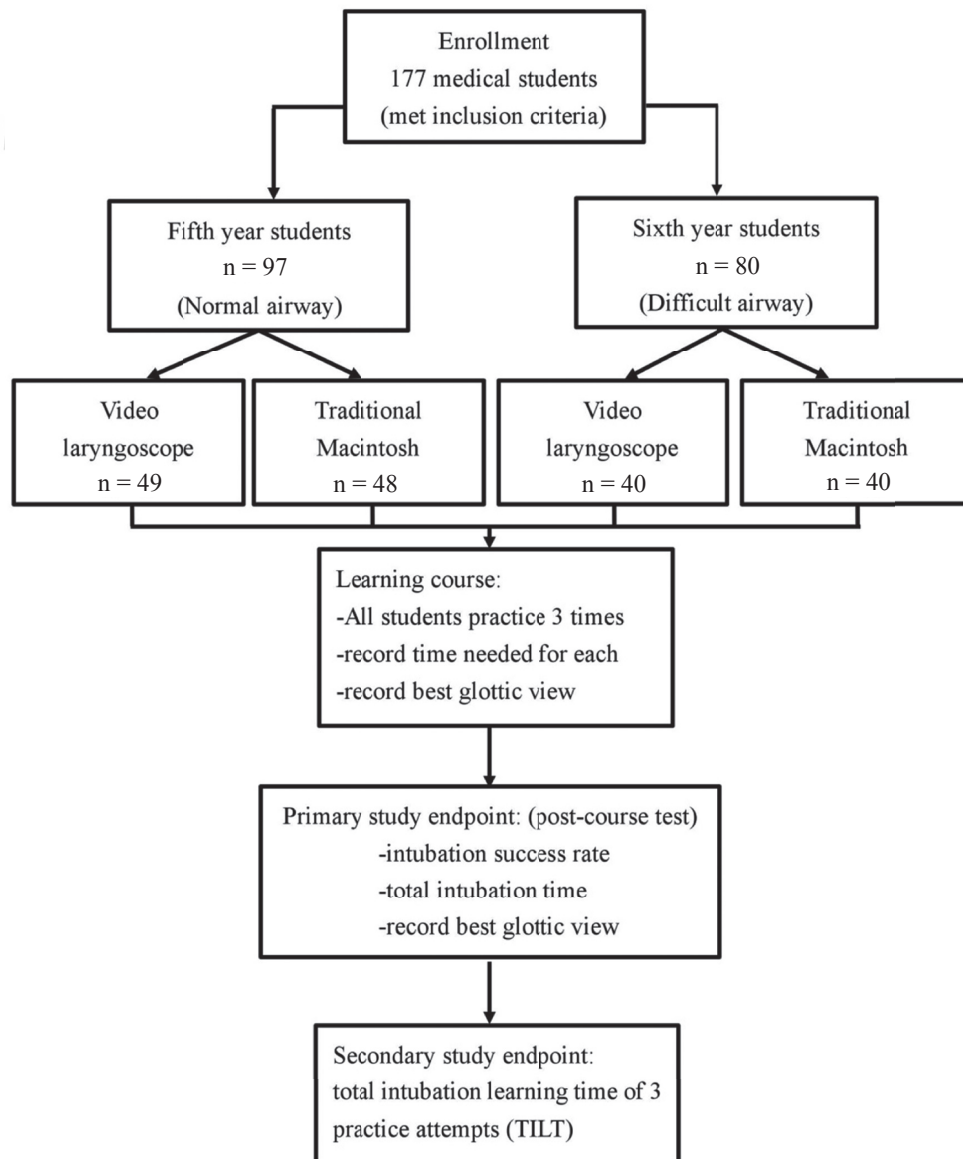 Enrollment
177 medical students
(met inclusion criteria)
Fifth year students
n = 97
(Normal airway)
Sixth year students
n = 80
(Difficult airway)
Video
laryngoscope
n = 49
Traditional
Macintosh
n = 48
Video
laryngoscope
n = 40
Traditional
Macintosh
n = 40
Learning course:
-All students practice 3 times
-record time needed for each
-record best glottic view
Primary study endpoint: (post-course test)
-intubation success rate
-total intubation time
-record best glottic view
Secondary study endpoint:
total intubation learning time of 3
practice attempts (TILT)